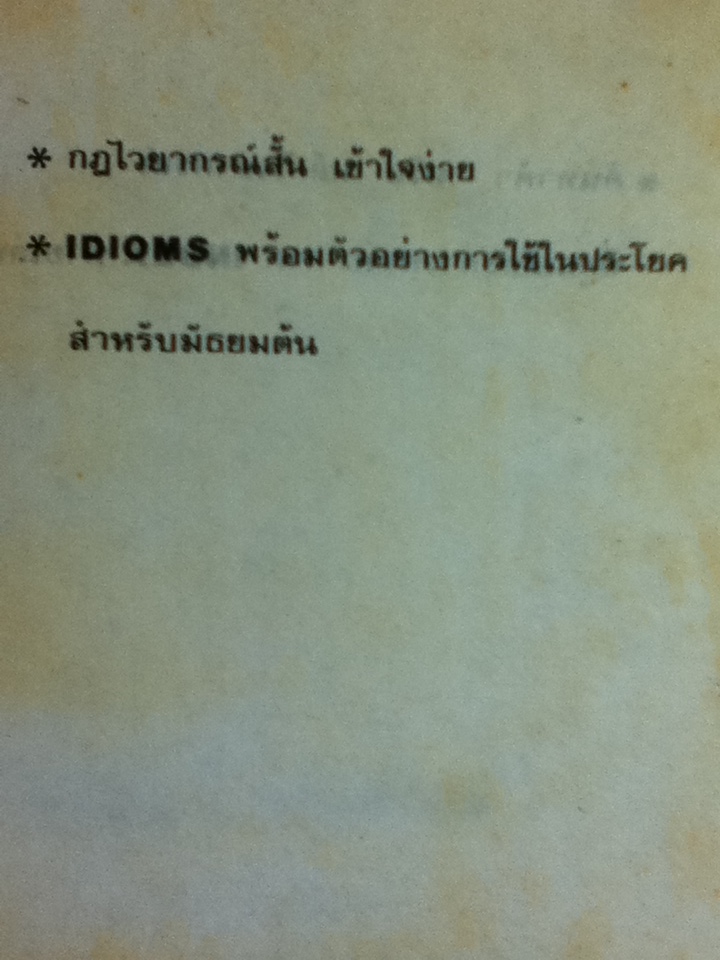 * กฎไวยากรณ์สั้น เข้าใจง่าย
* IDIOMS พร้อมตัวอย่างการใช้ในประโยค
สำหรับมัธยมต้น